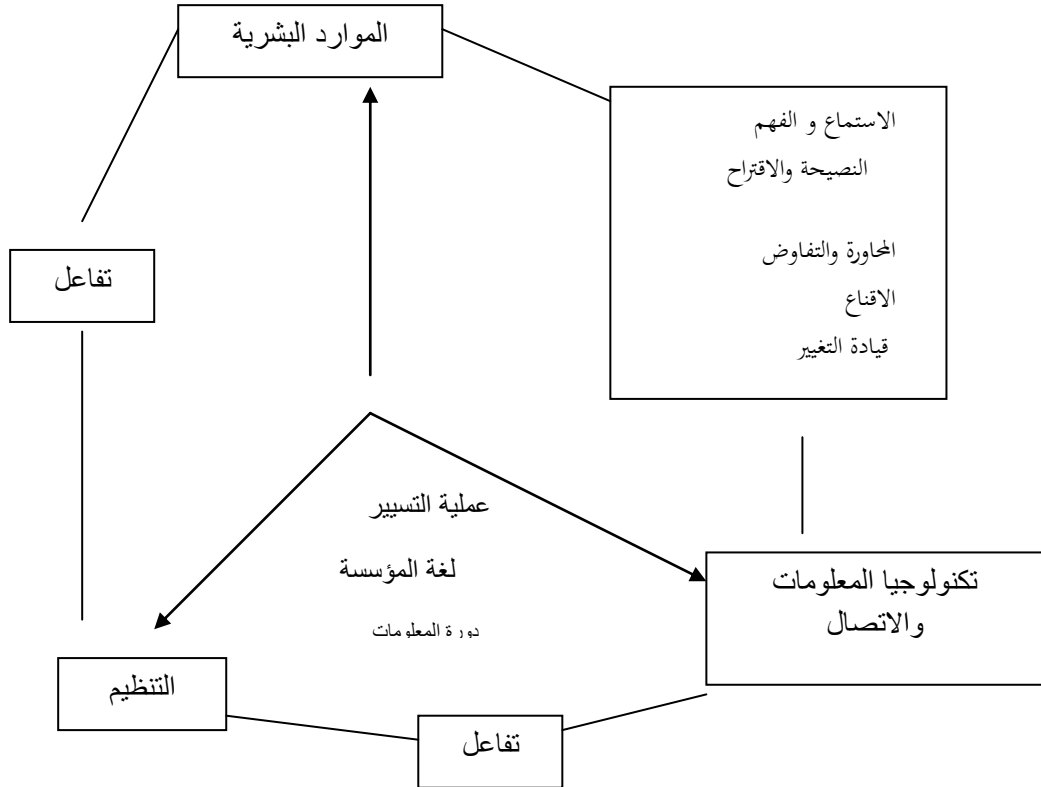 الموارد البشرية
الاستماع و الفهم
النصيحة والاقتراح
المحاورة والتفاوض
الاقناع
قيادة التغيير
تفاعل
عملية التسيير
لغة المؤسسة
دورة المعلومات
تكنولوجيا المعلومات
والاتصال
التنظيم
تفاعل